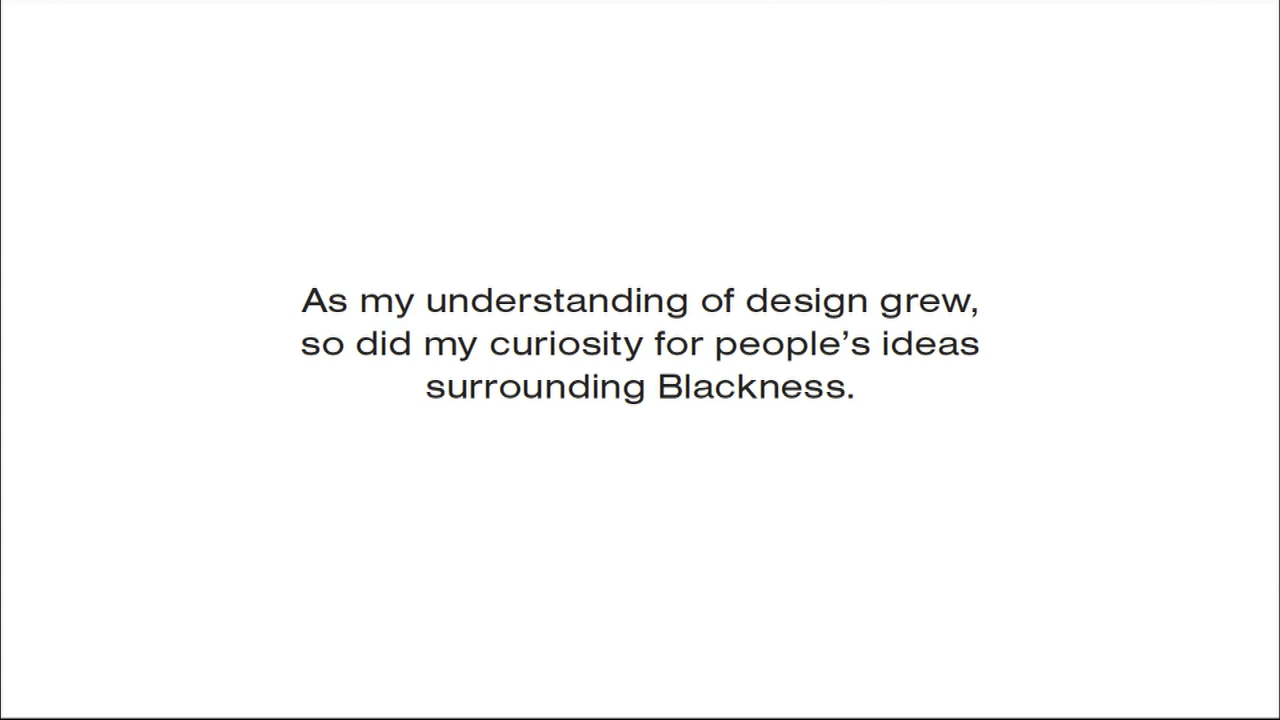 As my understanding of design grew,
so did my curiosity for people’s ideas
surrounding Blackness.